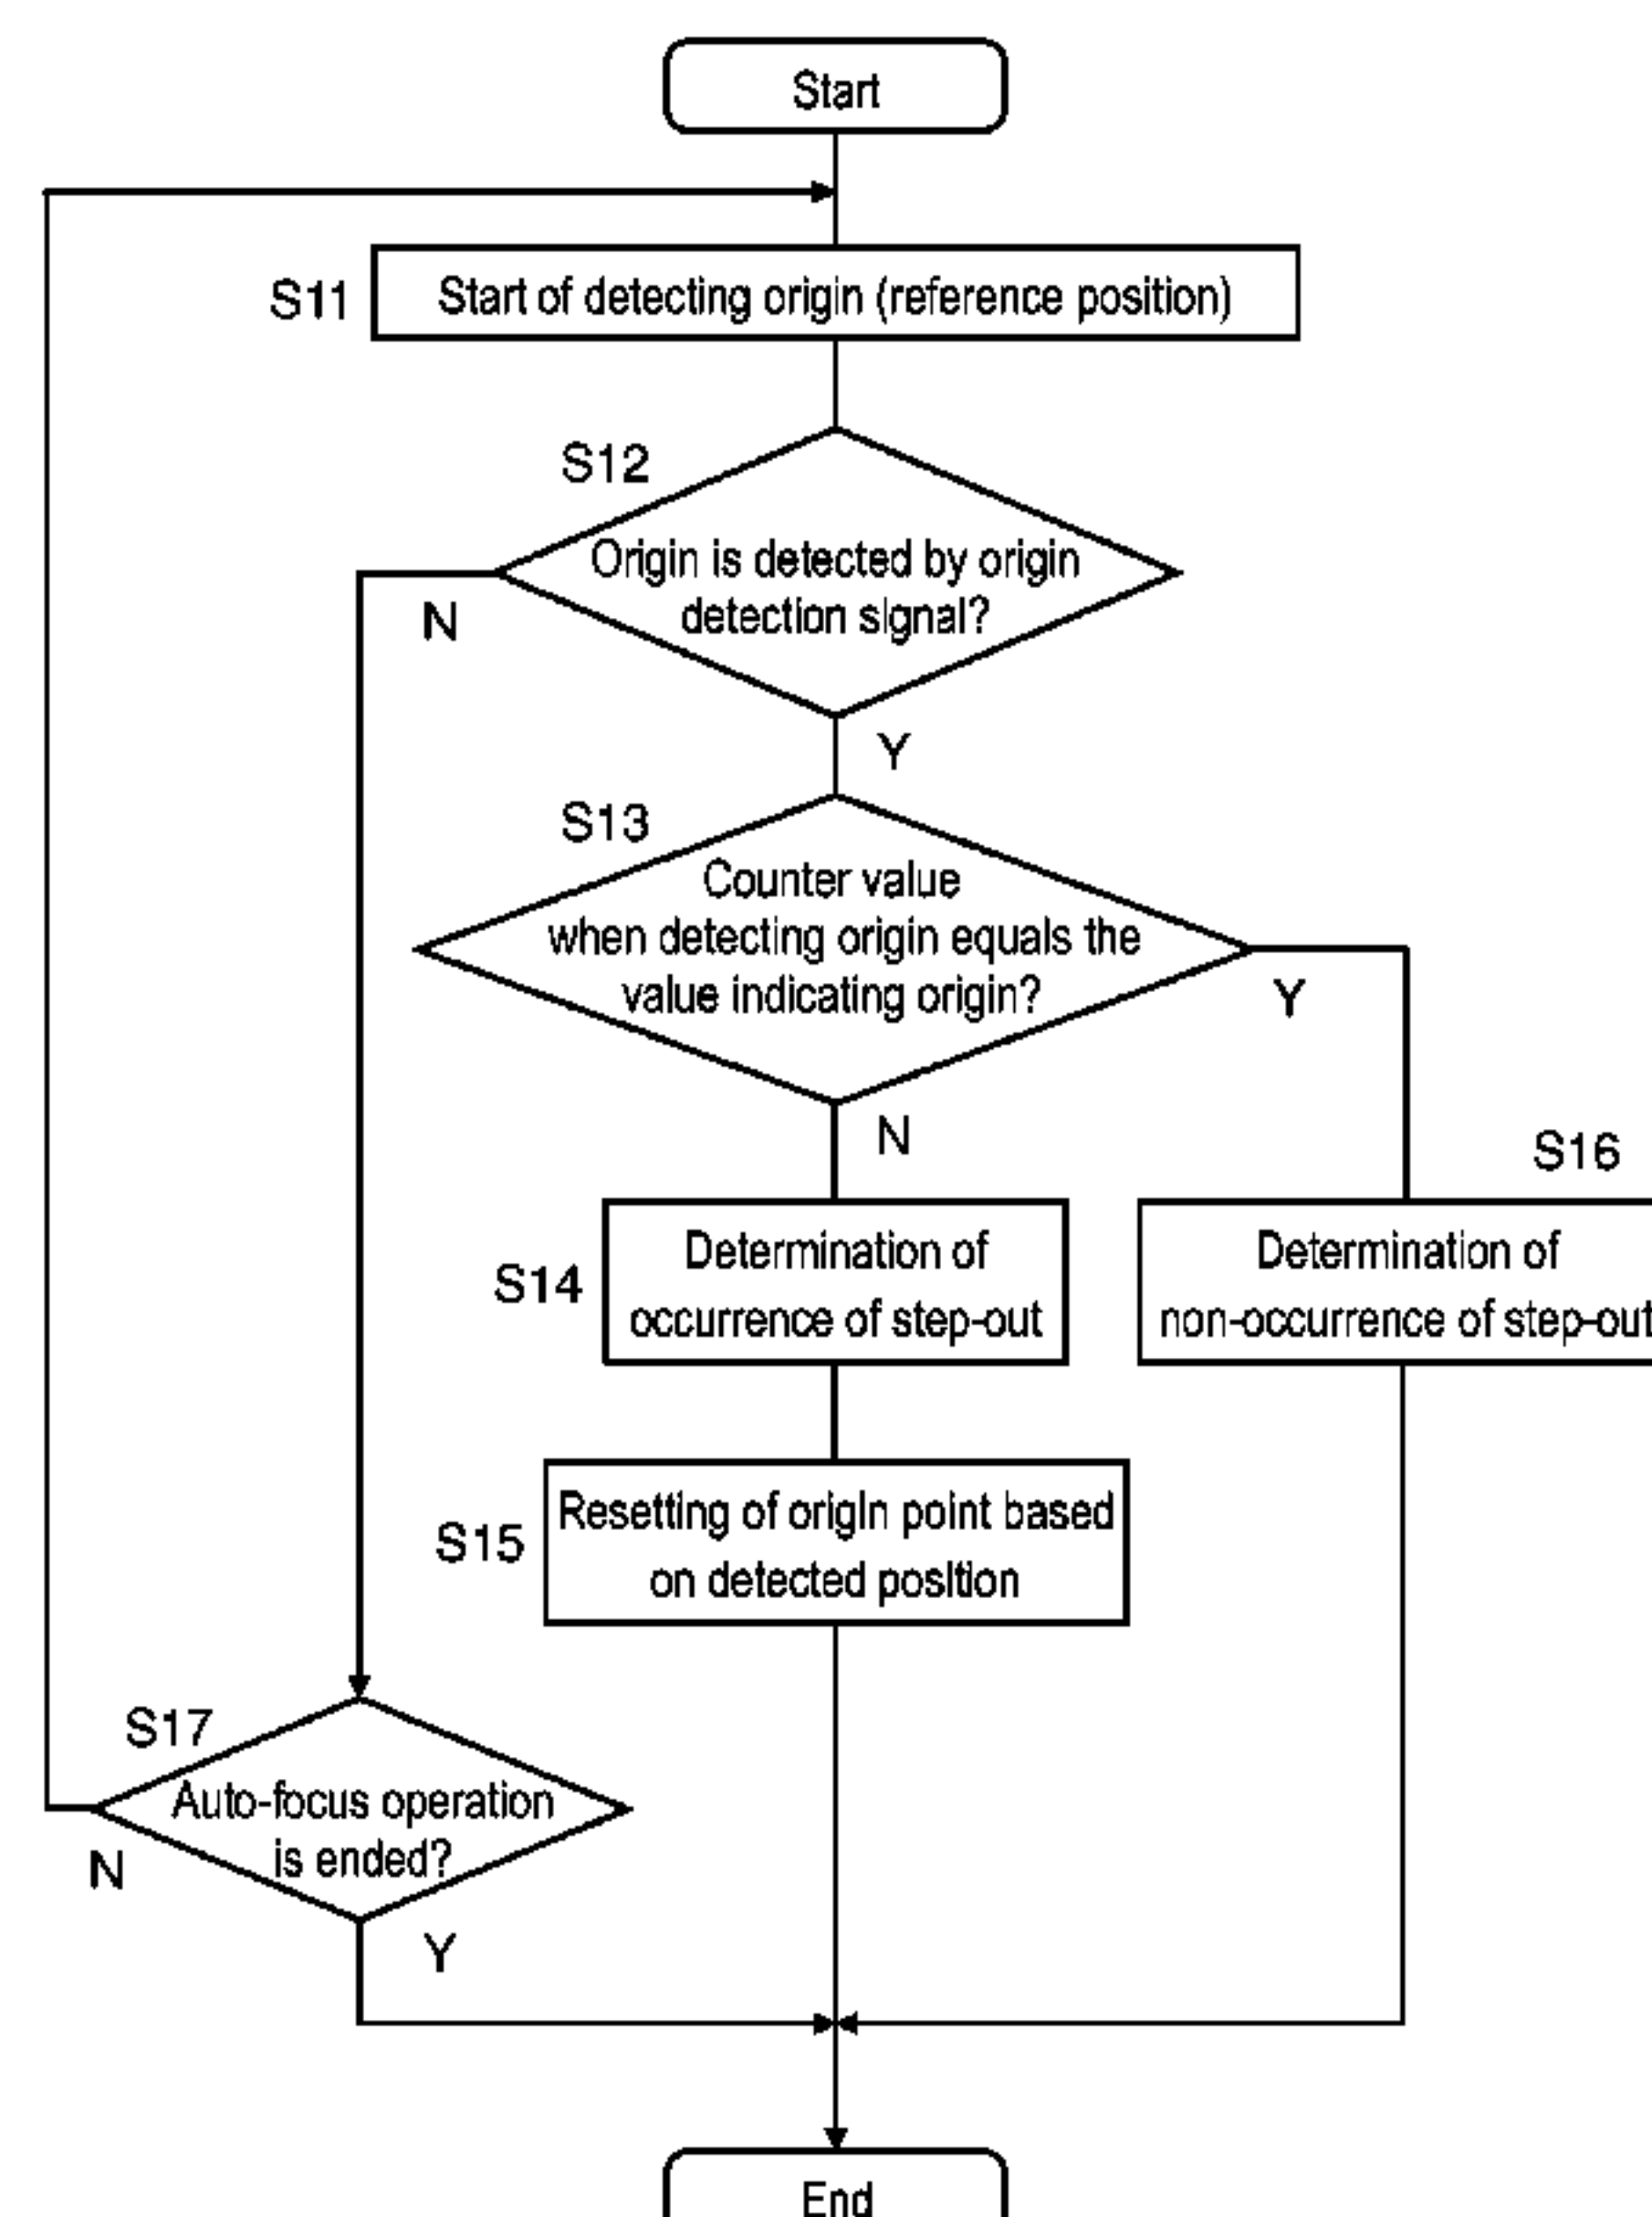 Start
S11
Start of detecting origin (reference position)
S12
Origin is detected by origin
detection signal?
N
Y
S13
Counter value
when detecting origin equals the
value indicating origin?
Y
N
S16
S14
Determination of
occurrence of step-out
Determination of
non-occurrence of step-out
S15
Resetting of origin point based
on detected position
S17
Auto-focus operation
is ended?
N
Y
End